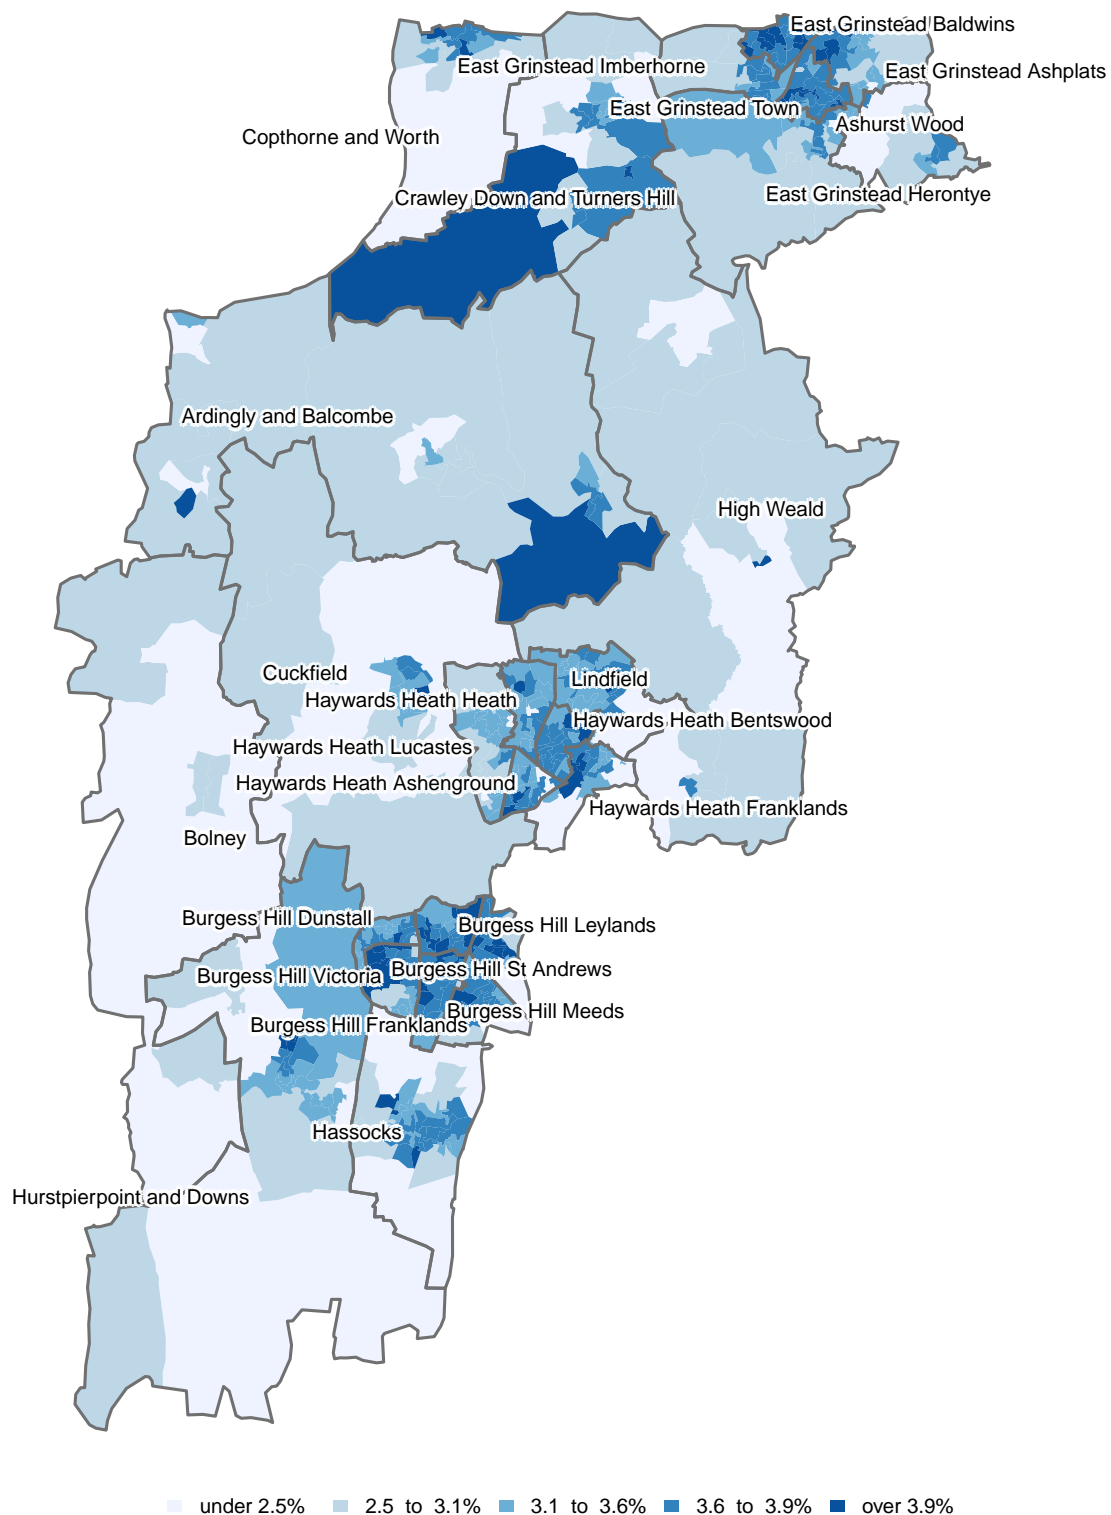 East Grinstead Baldwins
East Grinstead Imberhorne
East Grinstead Ashplats
East Grinstead Town
Ashurst Wood
Copthorne and Worth
Crawley Down and Turners Hill
East Grinstead Herontye
Ardingly and Balcombe
High Weald
Cuckfield
Lindfield
Haywards Heath Heath
Haywards Heath Bentswood
Haywards Heath Lucastes
Haywards Heath Ashenground
Haywards Heath Franklands
Bolney
Burgess Hill Dunstall
Burgess Hill Leylands
Burgess Hill Victoria
Burgess Hill St Andrews
Burgess Hill Meeds
Burgess Hill Franklands
Hassocks
Hurstpierpoint and Downs
under 2.5% 2.5 to 3.1% 3.1 to 3.6% 3.6 to 3.9% over 3.9%